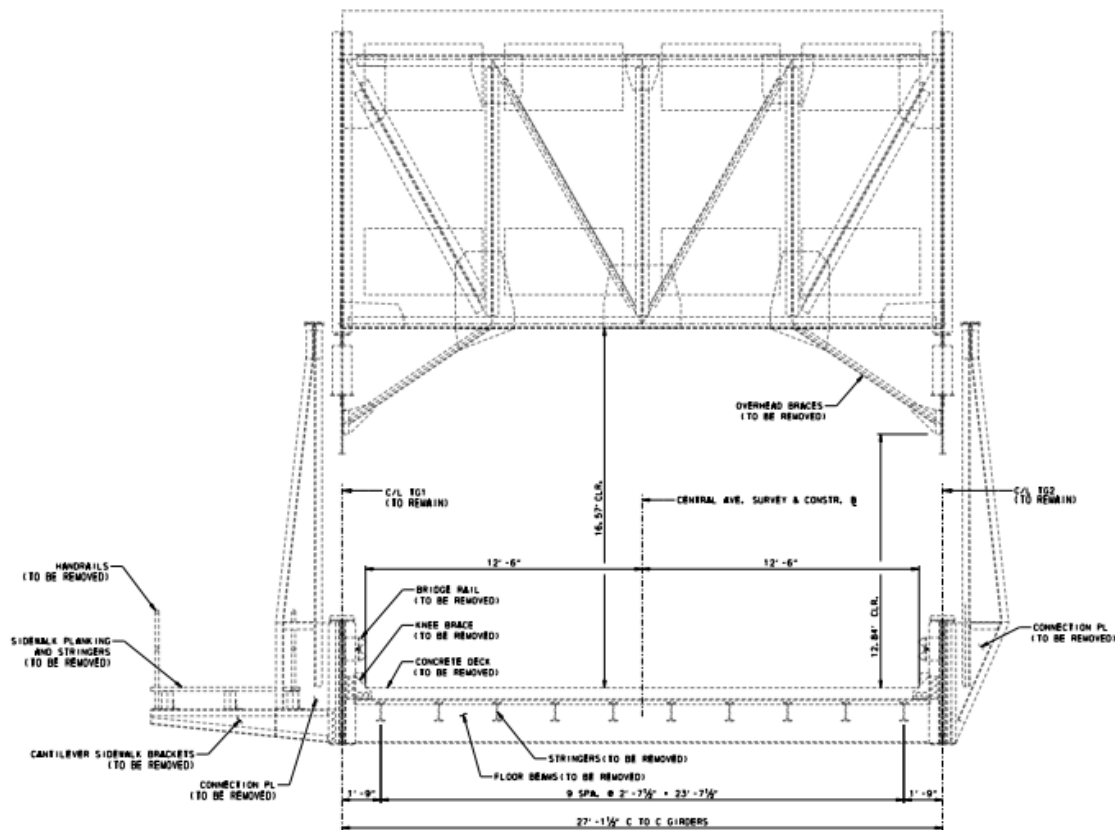 OVERHEAD BRACES
(TO BE REMOVED)
C/L TG1
(TO REMAIN)
16.57' CLR.
CENTRAL AVE. SURVEY & CONSTR. ⅊
C/L TG2
(TO REMAIN)
12'-6"
12'-6"
12.84' CLR.
HANDRAILS
(TO BE REMOVED)
BRIDGE RAIL
(TO BE REMOVED)
KNEE BRACE
(TO BE REMOVED)
SIDEWALK PLANKING
AND STRINGERS
(TO BE REMOVED)
CONNECTION PL
(TO BE REMOVED)
CONCRETE DECK
(TO BE REMOVED)
CANTILEVER SIDEWALK BRACKETS
(TO BE REMOVED)
STRINGERS(TO BE REMOVED)
FLOOR BEAMS(TO BE REMOVED)
CONNECTION PL
(TO BE REMOVED)
1'-9"
9 SPA. @ 2'-7½" = 23'-7½"
1'-9"
27'-1½" C TO C GIRDERS